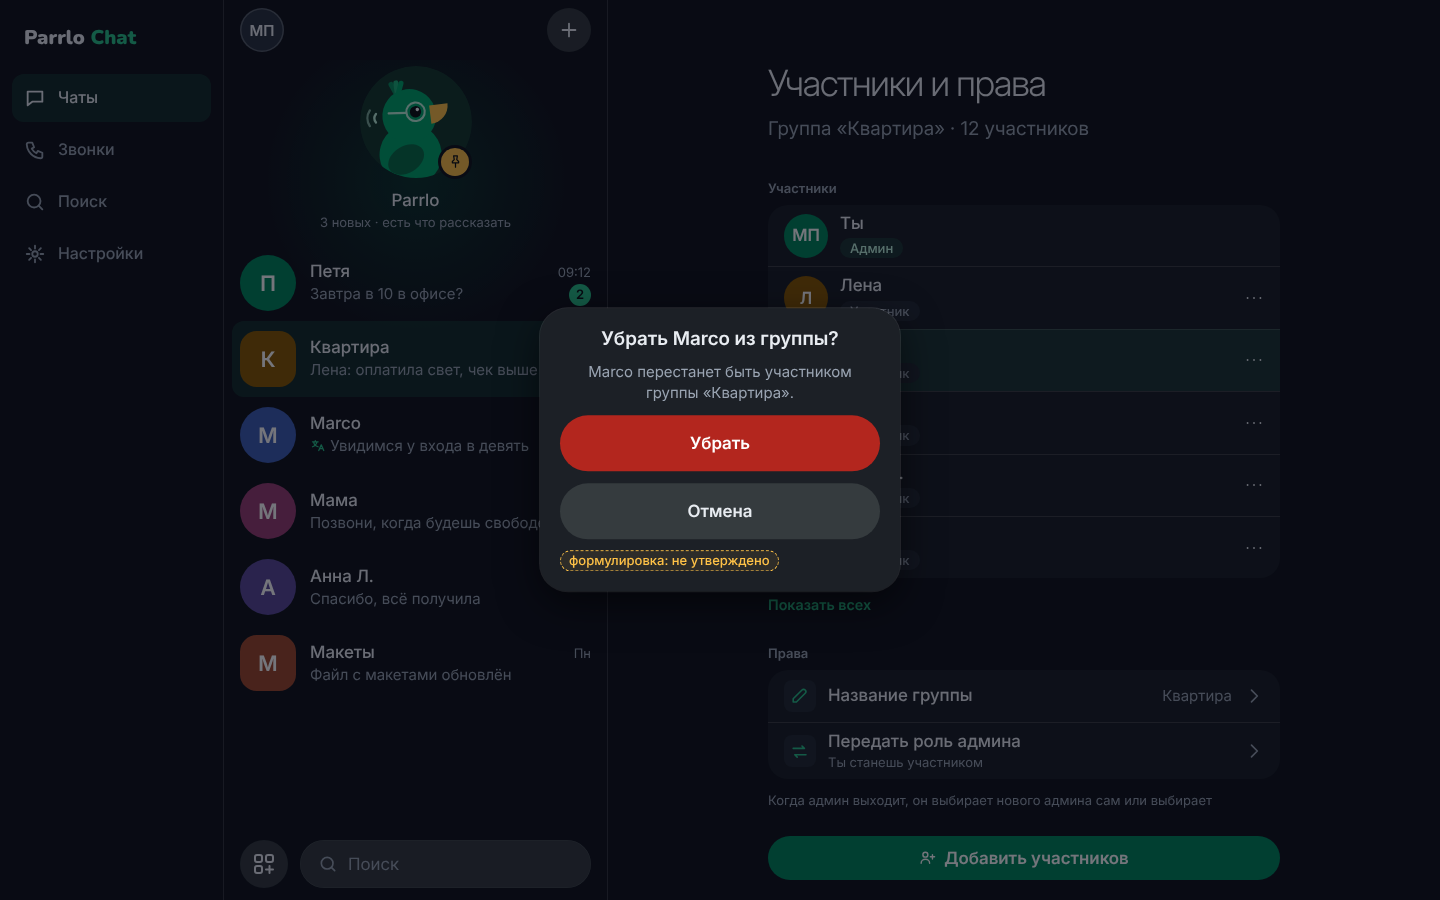 Parrlo Chat
Чаты
Звонки
Поиск
Настройки
МП
Parrlo
3 новых · есть что рассказать
П
Петя
09:12
Завтра в 10 в офисе?
2
К
Квартира
Лена: оплатила свет, чек выше
М
Marco
Увидимся у входа в девять
М
Мама
Позвони, когда будешь
А
Анна Л.
Спасибо, всё получила
М
Макеты
Пн
Файл с макетами обновлён
Поиск
Участники и права
Группа «Квартира» · 12 участников
Участники
МП
Ты
Админ
Л
Лена
Убрать Marco из группы?
Marco перестанет быть участником
группы «Квартира».
Убрать
Отмена
формулировка: не утверждено
Показать всех
Права
Название группы
Квартира
Передать роль админа
Ты станешь участником
Когда админ выходит, он выбирает нового админа сам или выбирает
Добавить участников